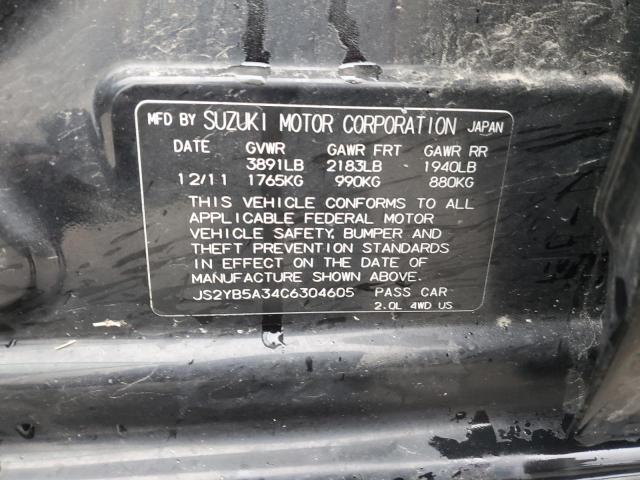 MFD BY SUZUKI MOTOR CORPORATION JAPAN
DATE GVWR GAWR FRT GAWR RR
3891LB 2183LB 1940LB
12/11 1765KG 990KG 880KG
THIS VEHICLE CONFORMS TO ALL
APPLICABLE FEDERAL MOTOR
VEHICLE SAFETY, BUMPER AND
THEFT PREVENTION STANDARDS
IN EFFECT ON THE DATE OF
MANUFACTURE SHOWN ABOVE.
JS2YB5A34C6304605 PASS CAR
2.0L 4WD US